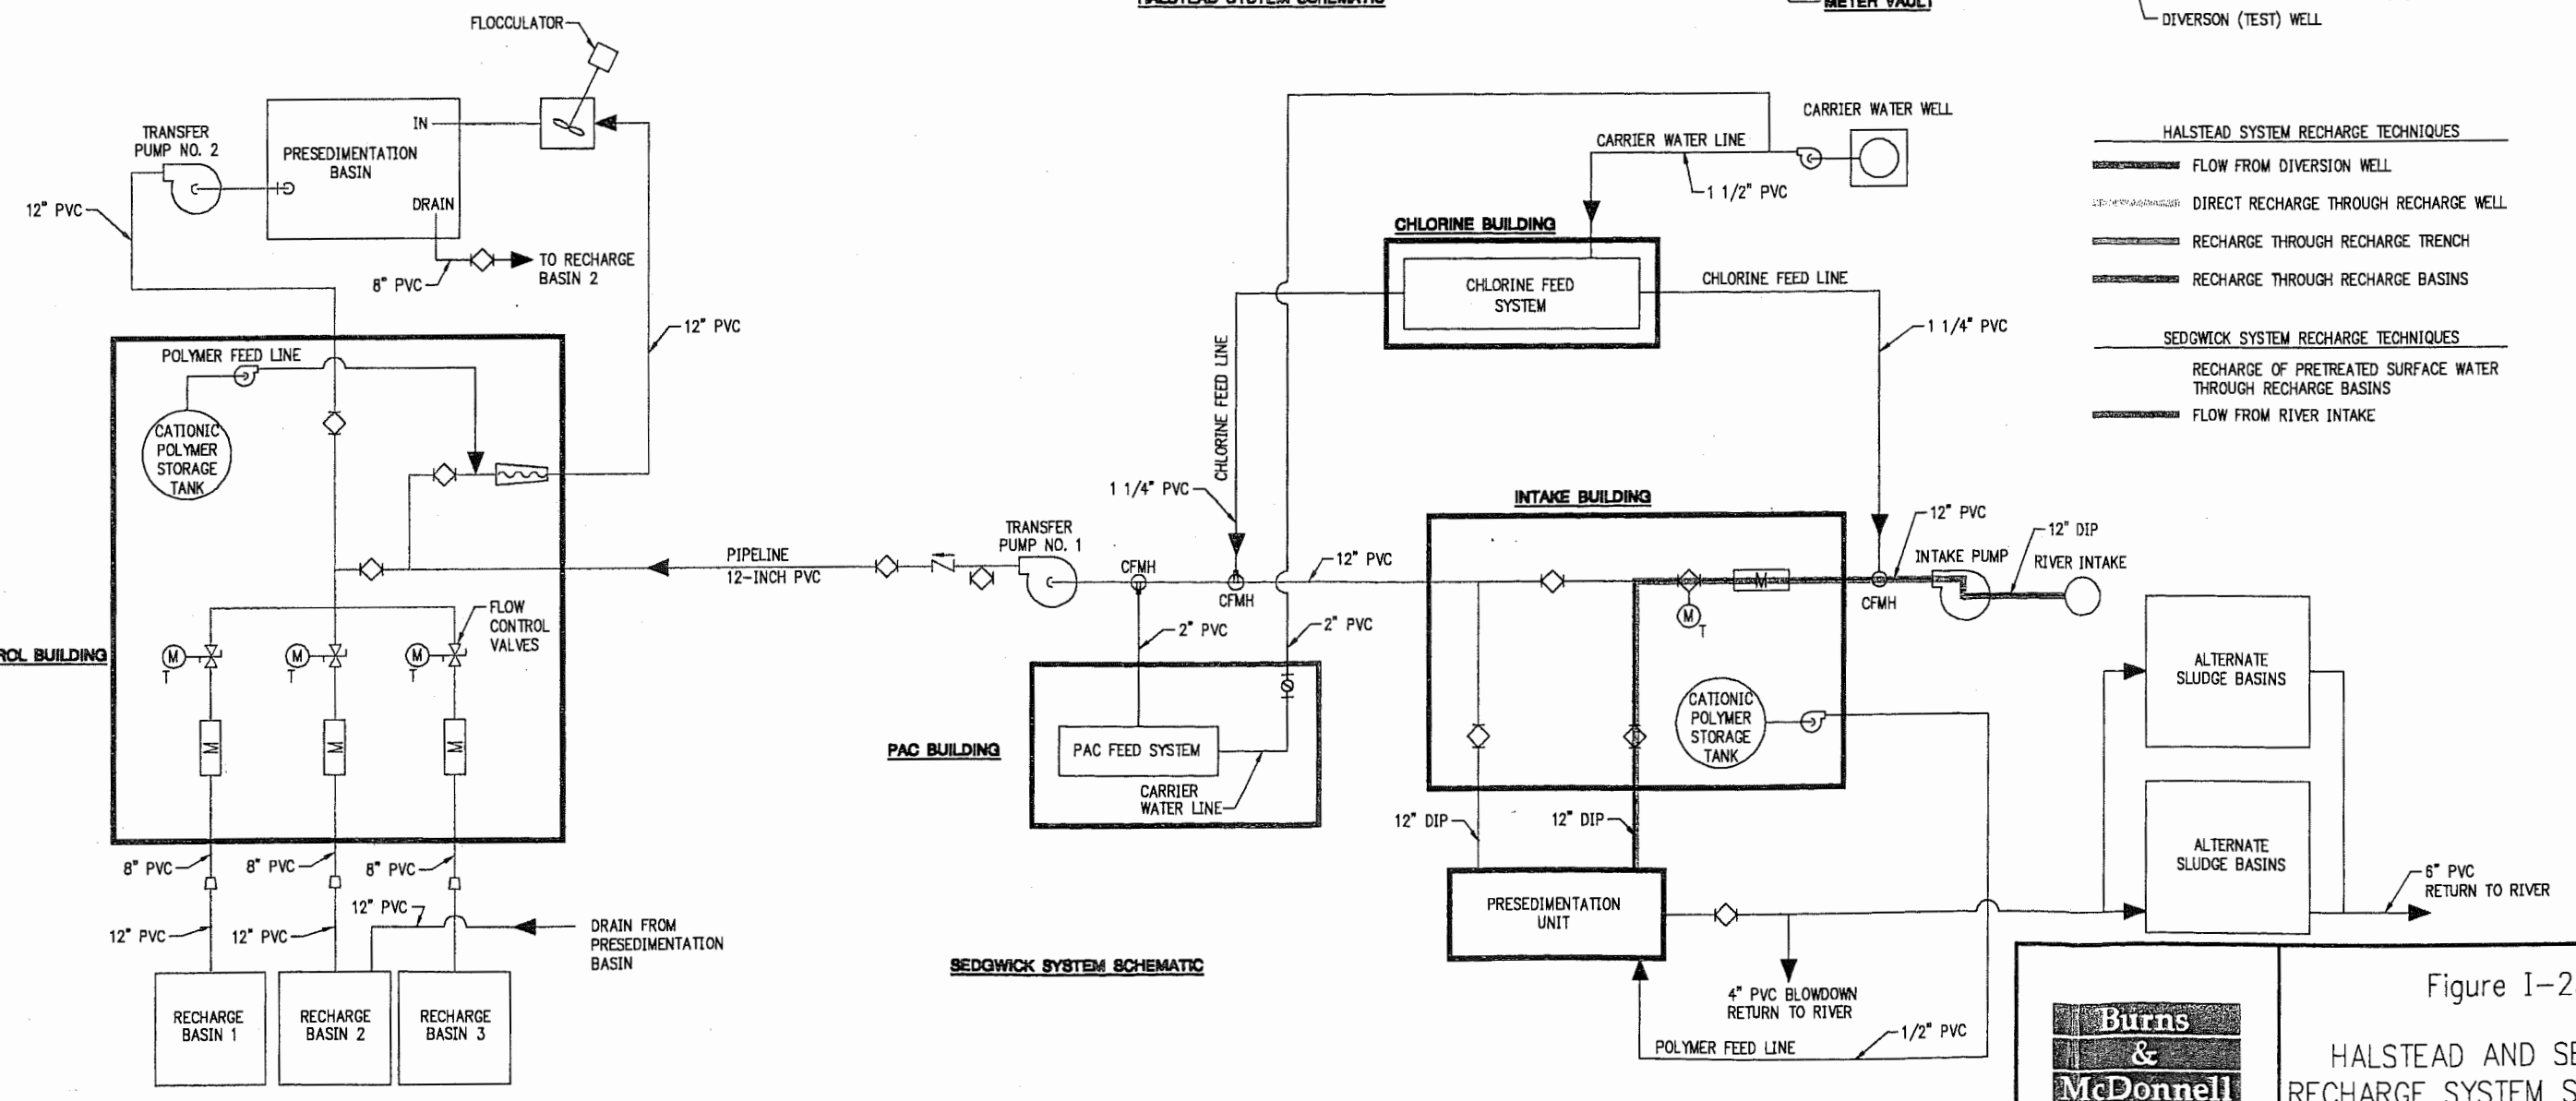 HALSTEAD SYSTEM SCHEMATIC
METER VAULT
DIVERSON (TEST) WELL
FLOCCULATOR
TRANSFER
PUMP NO. 2
IN
PRESEDIMENTATION
BASIN
DRAIN
12" PVC
8" PVC
TO RECHARGE
BASIN 2
12" PVC
POLYMER FEED LINE
CATIONIC
POLYMER
STORAGE
TANK
FLOW
CONTROL
VALVES
M
T
M
T
M
T
M
M
M
ROL BUILDING
8" PVC
8" PVC
8" PVC
12" PVC
12" PVC
12" PVC
DRAIN FROM
PRESEDIMENTATION
BASIN
RECHARGE
BASIN 1
RECHARGE
BASIN 2
RECHARGE
BASIN 3
PIPELINE
12-INCH PVC
TRANSFER
PUMP NO. 1
CFMH
CFMH
12" PVC
2" PVC
2" PVC
PAC BUILDING
PAC FEED SYSTEM
CARRIER
WATER LINE
SEDGWICK SYSTEM SCHEMATIC
CARRIER WATER WELL
CARRIER WATER LINE
1 1/2" PVC
CHLORINE BUILDING
CHLORINE FEED
SYSTEM
CHLORINE FEED LINE
1 1/4" PVC
CHLORINE FEED LINE
1 1/4" PVC
INTAKE BUILDING
M
M
T
CATIONIC
POLYMER
STORAGE
TANK
12" PVC
12" DIP
INTAKE PUMP
RIVER INTAKE
CFMH
12" DIP
12" DIP
PRESEDIMENTATION
UNIT
4" PVC BLOWDOWN
RETURN TO RIVER
POLYMER FEED LINE
1/2" PVC
ALTERNATE
SLUDGE BASINS
ALTERNATE
SLUDGE BASINS
6" PVC
RETURN TO RIVER
HALSTEAD SYSTEM RECHARGE TECHNIQUES
FLOW FROM DIVERSION WELL
DIRECT RECHARGE THROUGH RECHARGE WELL
RECHARGE THROUGH RECHARGE TRENCH
RECHARGE THROUGH RECHARGE BASINS
SEDGWICK SYSTEM RECHARGE TECHNIQUES
RECHARGE OF PRETREATED SURFACE WATER
THROUGH RECHARGE BASINS
FLOW FROM RIVER INTAKE
Burns
&
McDonnell
Figure I-2
HALSTEAD AND SE
RECHARGE SYSTEM S